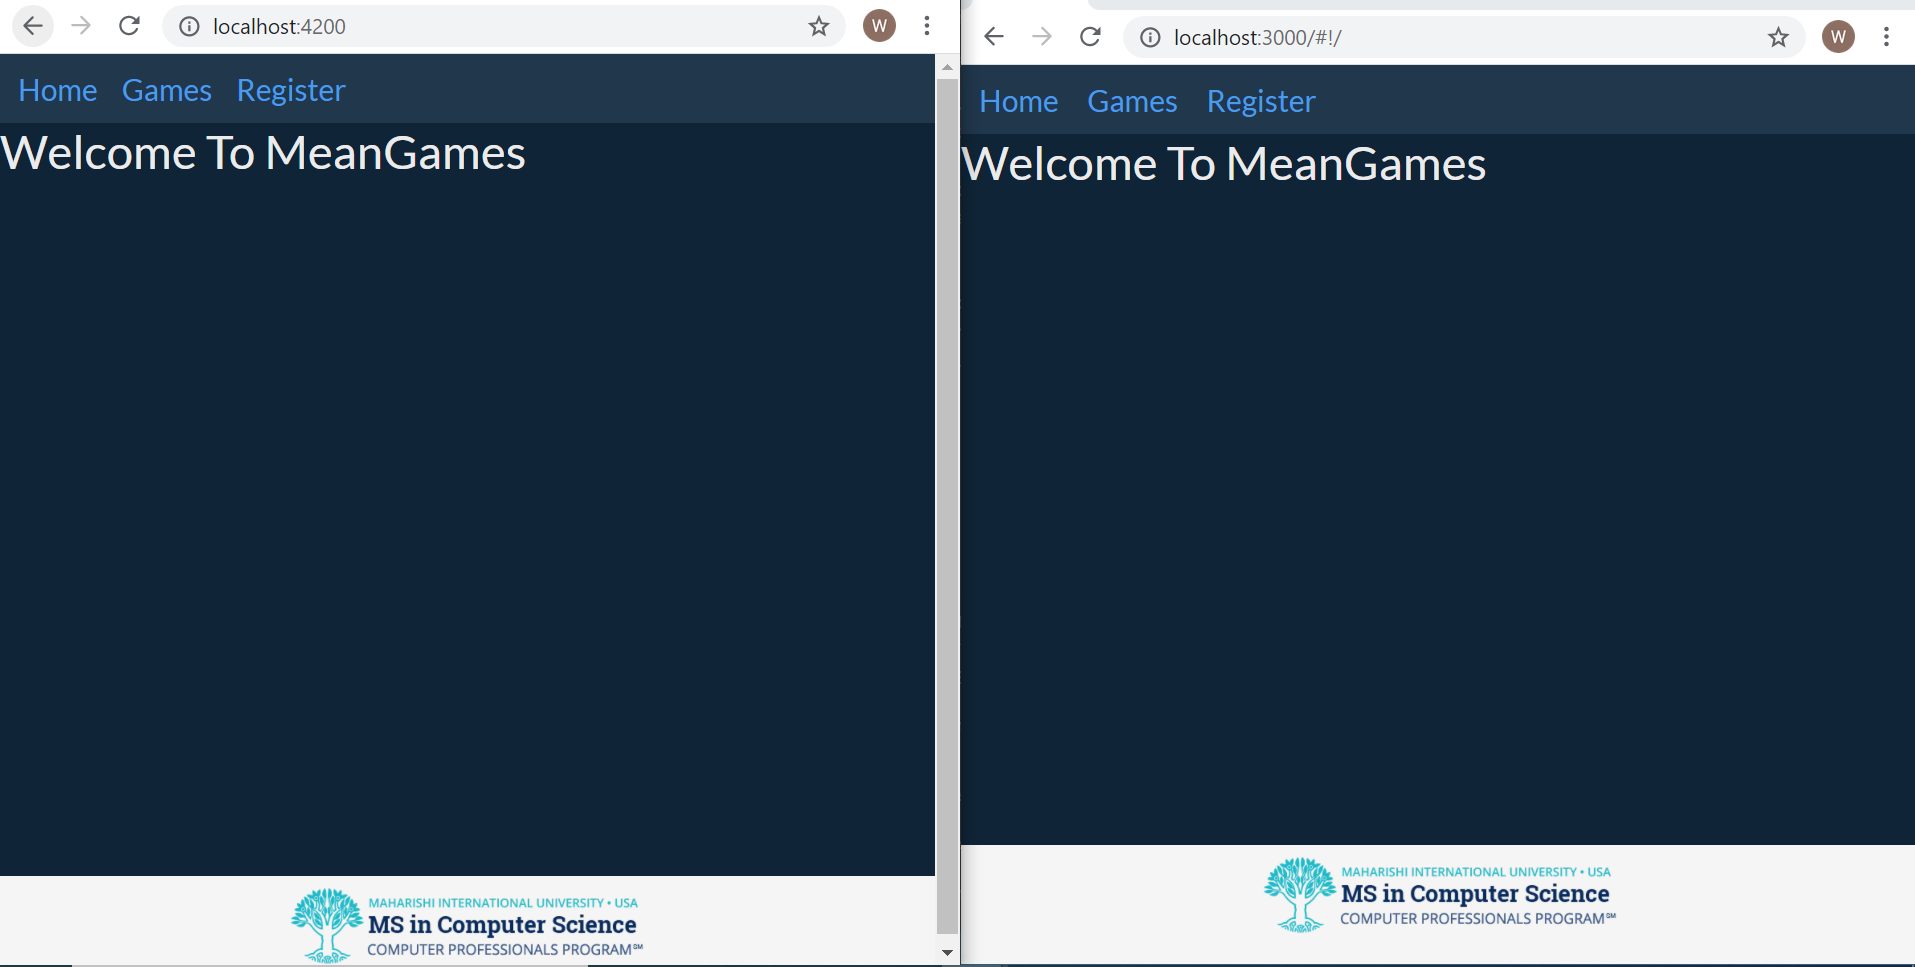 localhost:4200
W
Home Games Register
Welcome To MeanGames
MAHARISHI INTERNATIONAL UNIVERSITY • USA
MS in Computer Science
COMPUTER PROFESSIONALS PROGRAM℠
localhost:3000/#!/
W
Home Games Register
Welcome To MeanGames
MAHARISHI INTERNATIONAL UNIVERSITY • USA
MS in Computer Science
COMPUTER PROFESSIONALS PROGRAM℠